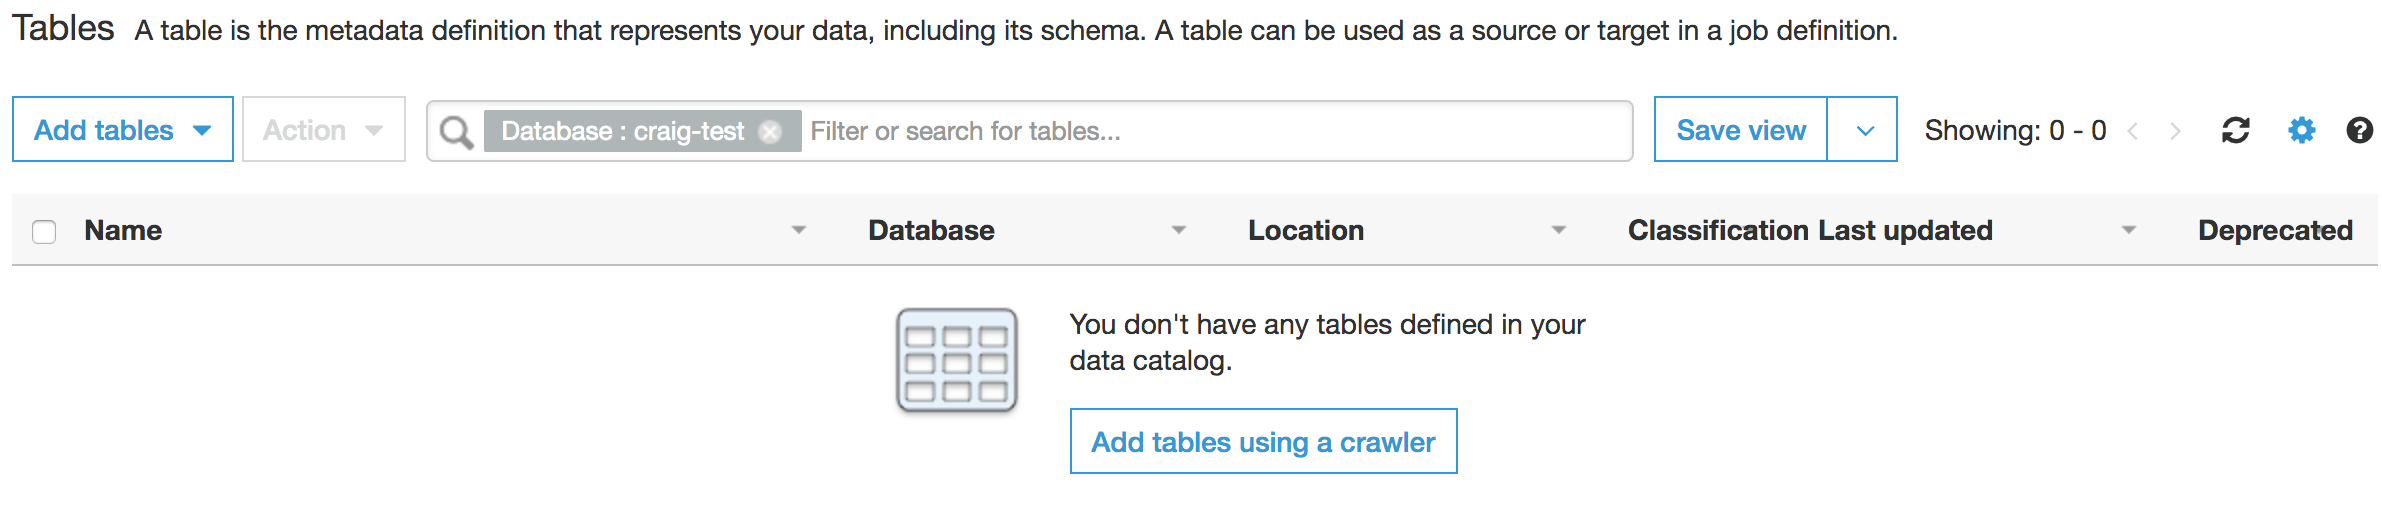 Tables A table is the metadata definition that represents your data, including its schema. A table can be used as a source or target in a job definition.
Add tables Action Database : craig-test Filter or search for tables... Save view Showing: 0 - 0
Name Database Location Classification Last updated Deprecated
You don't have any tables defined in your
data catalog.
Add tables using a crawler